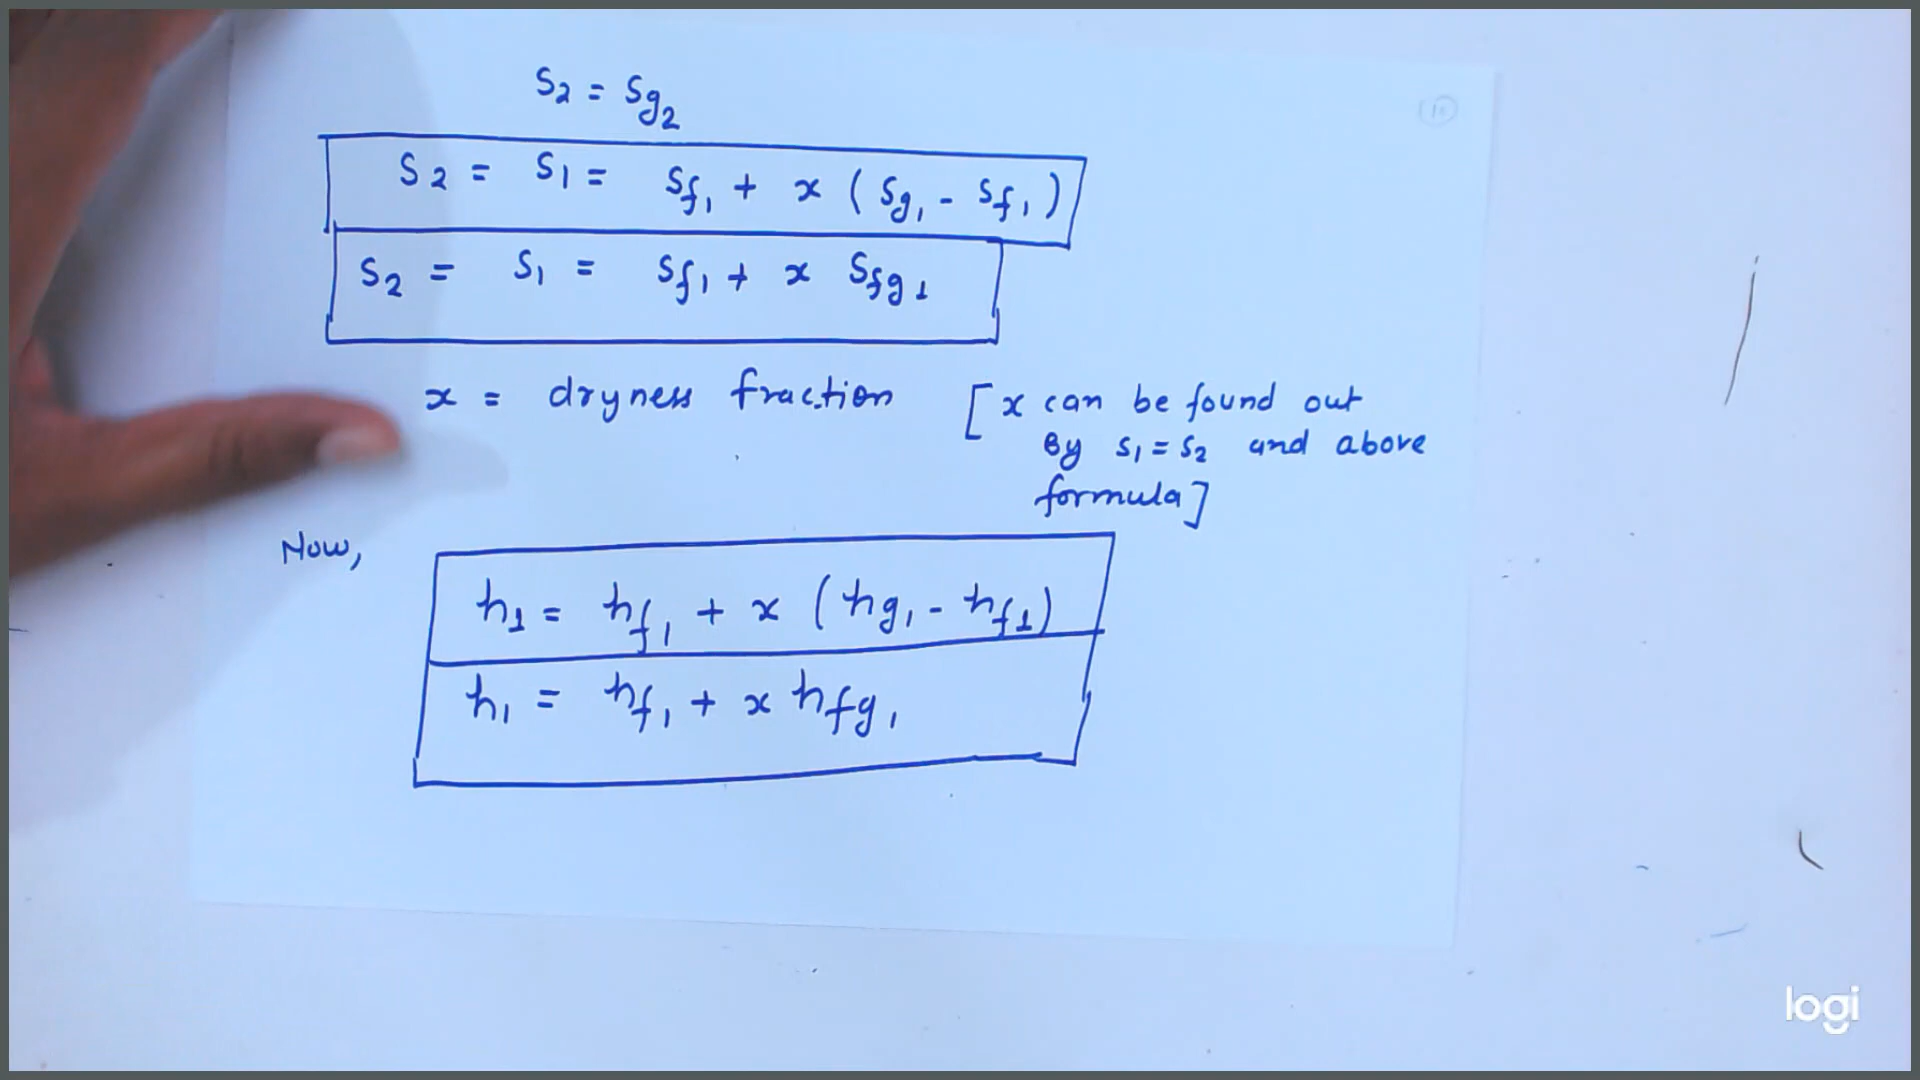 S2 = Sg2
S2 = S1 = Sf1 + x (Sg1 - Sf1)
S2 = S1 = Sf1 + x Sfg1
x = dryness fraction [x can be found out
By S1 = S2 and above
formula]
Now,
h1 = hf1 + x (hg1 - hf1)
h1 = hf1 + x hfg1
logi